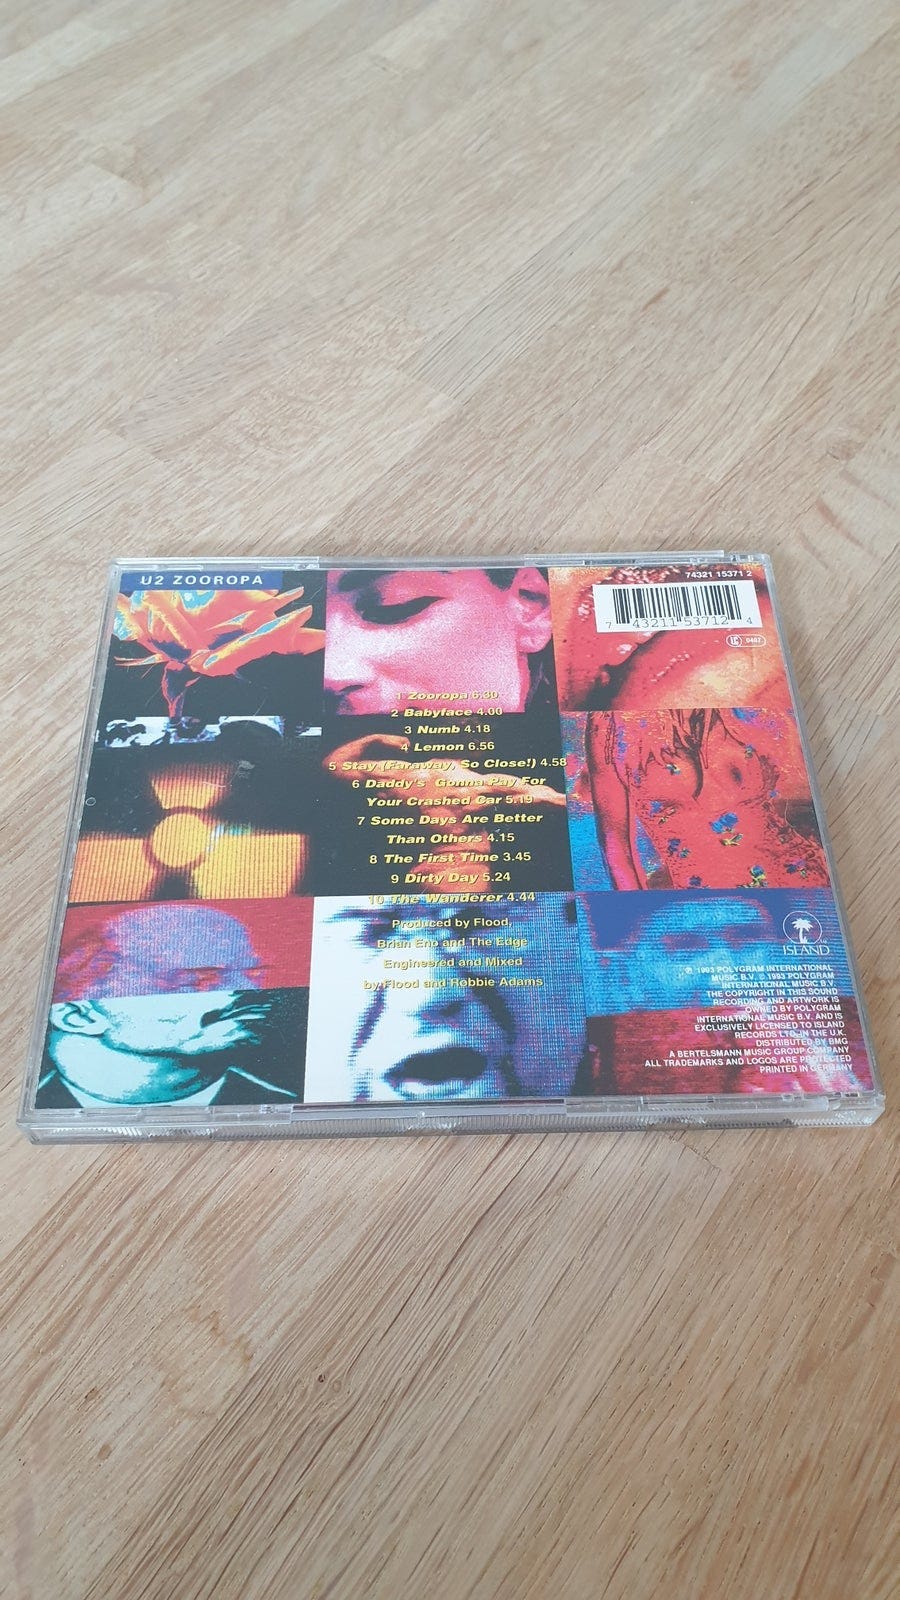 U2 ZOOROPA
74321 15371 2
7 43211 53712 4
LC 0407
1 Zooropa 6.30
2 Babyface 4.00
3 Numb 4.18
4 Lemon 6.56
5 Stay (Faraway, So Close!) 4.58
6 Daddy's Gonna Pay For
Your Crashed Car 5.19
7 Some Days Are Better
Than Others 4.15
8 The First Time 3.45
9 Dirty Day 5.24
10 The Wanderer 4.44
Produced by Flood,
Brian Eno and The Edge
Engineered and Mixed
by Flood and Robbie Adams
ISLAND
℗ 1993 POLYGRAM INTERNATIONAL
MUSIC B.V. © 1993 POLYGRAM
INTERNATIONAL MUSIC B.V.
THE COPYRIGHT IN THIS SOUND
RECORDING AND ARTWORK IS
OWNED BY POLYGRAM
INTERNATIONAL MUSIC B.V. AND IS
EXCLUSIVELY LICENSED TO ISLAND
RECORDS LTD IN THE U.K.
DISTRIBUTED BY BMG
A BERTELSMANN MUSIC GROUP COMPANY
ALL TRADEMARKS AND LOGOS ARE PROTECTED
PRINTED IN GERMANY